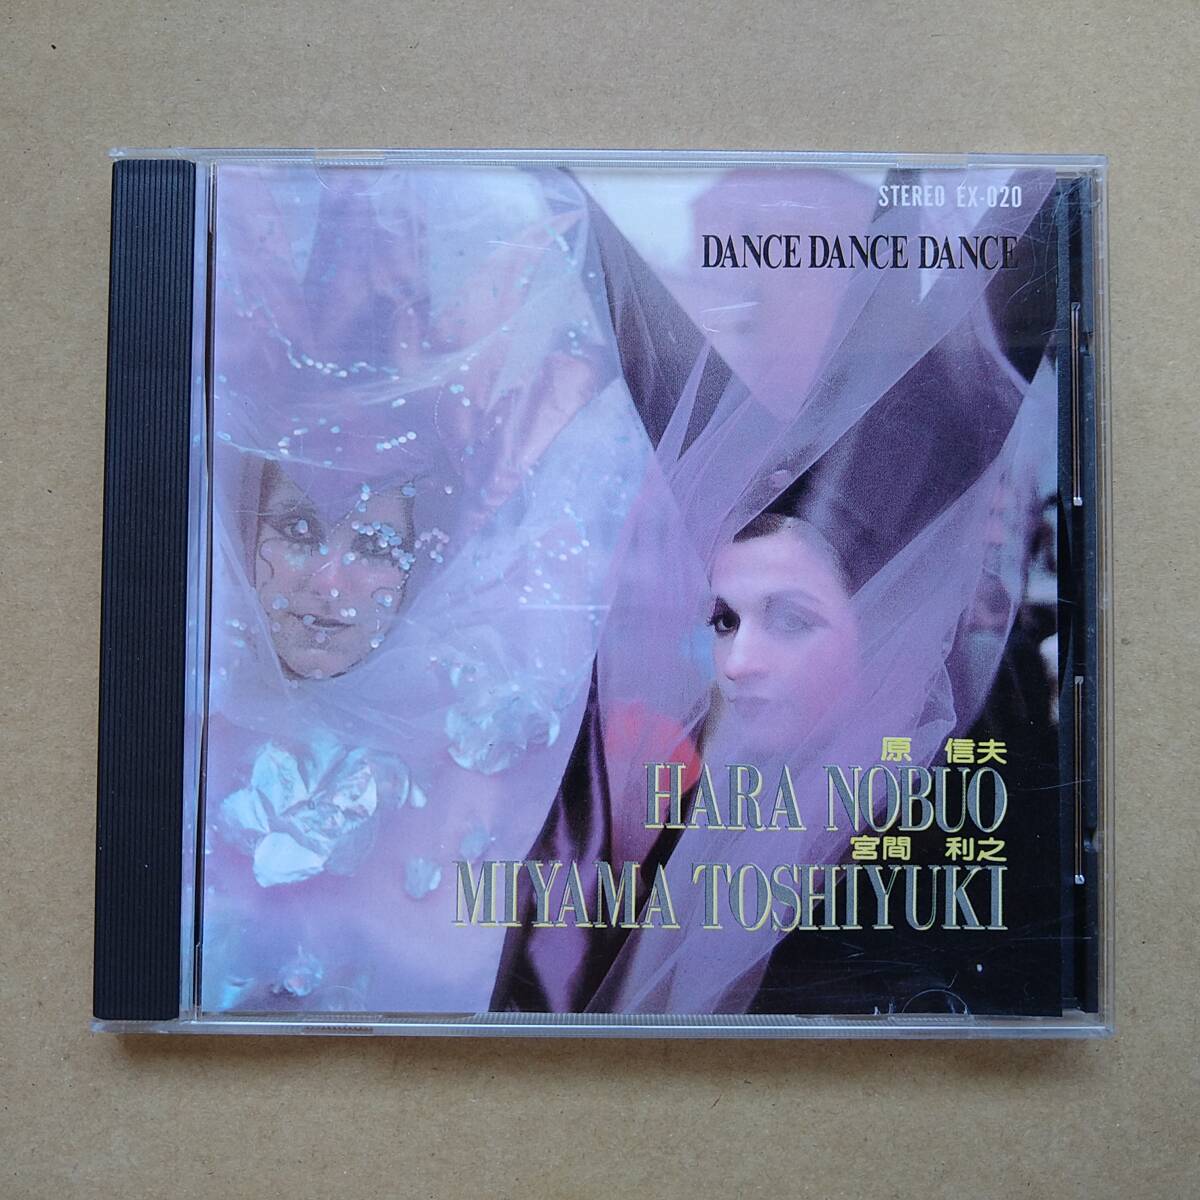 STEREO EX-020
DANCE DANCE DANCE
原 信夫
HARA NOBUO
宮間 利之
MIYAMA TOSHIYUKI